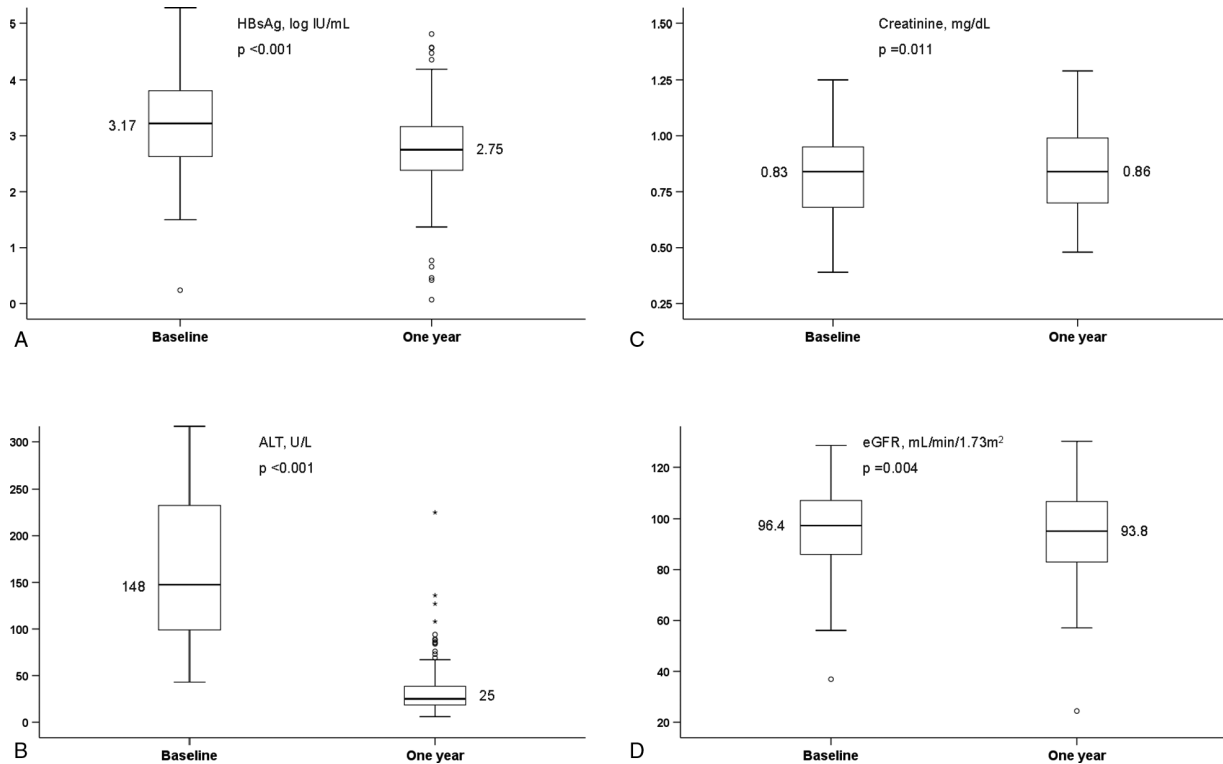 HBsAg, log IU/mL
p <0.001
5
4
3
2
1
0
3.17
2.75
Baseline
One year
A
Creatinine, mg/dL
p =0.011
1.50
1.25
1.00
0.75
0.50
0.25
0.83
0.86
Baseline
One year
C
ALT, U/L
p <0.001
300
250
200
150
100
50
0
148
25
Baseline
One year
B
eGFR, mL/min/1.73m²
p =0.004
120
100
80
60
40
20
96.4
93.8
Baseline
One year
D